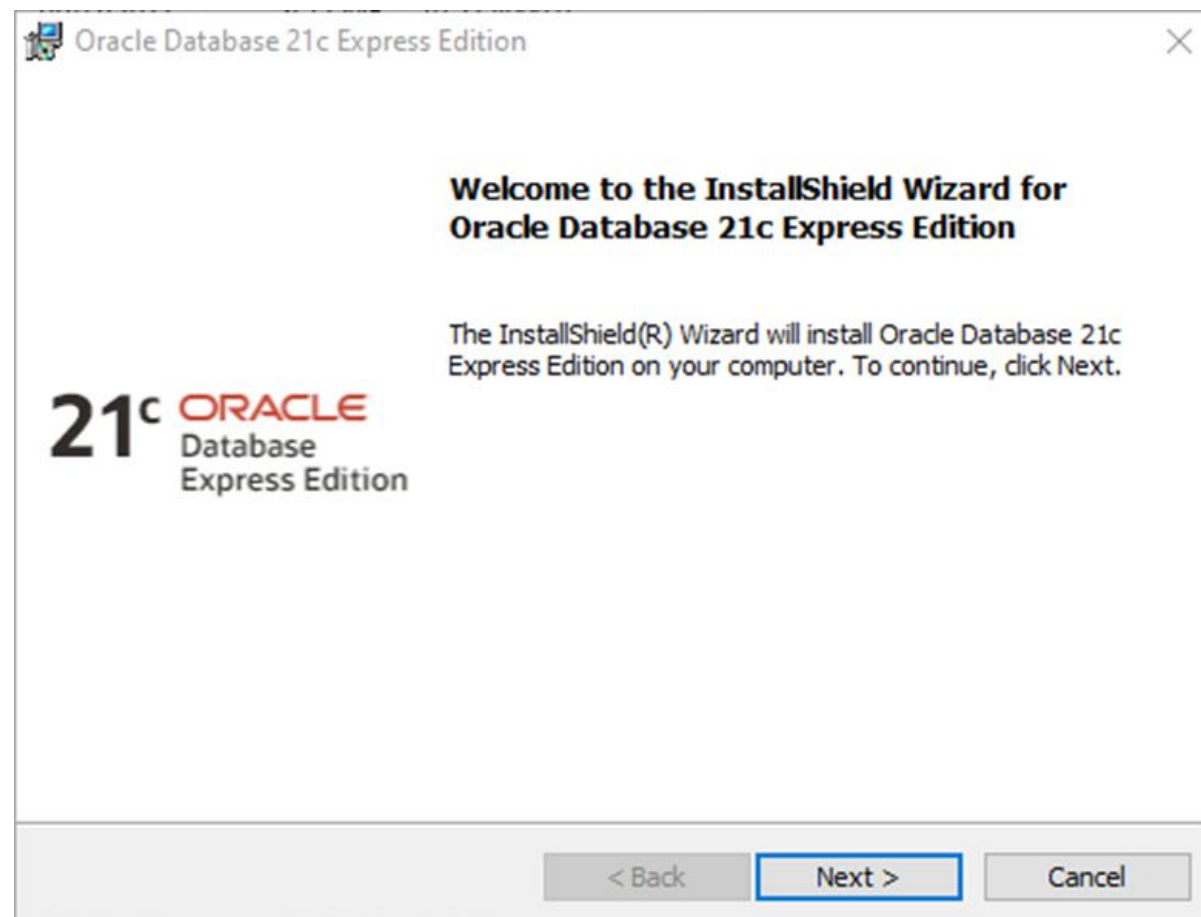 Oracle Database 21c Express Edition
Welcome to the InstallShield Wizard for
Oracle Database 21c Express Edition
The InstallShield(R) Wizard will install Oracle Database 21c
Express Edition on your computer. To continue, click Next.
21c ORACLE
Database
Express Edition
< Back Next > Cancel